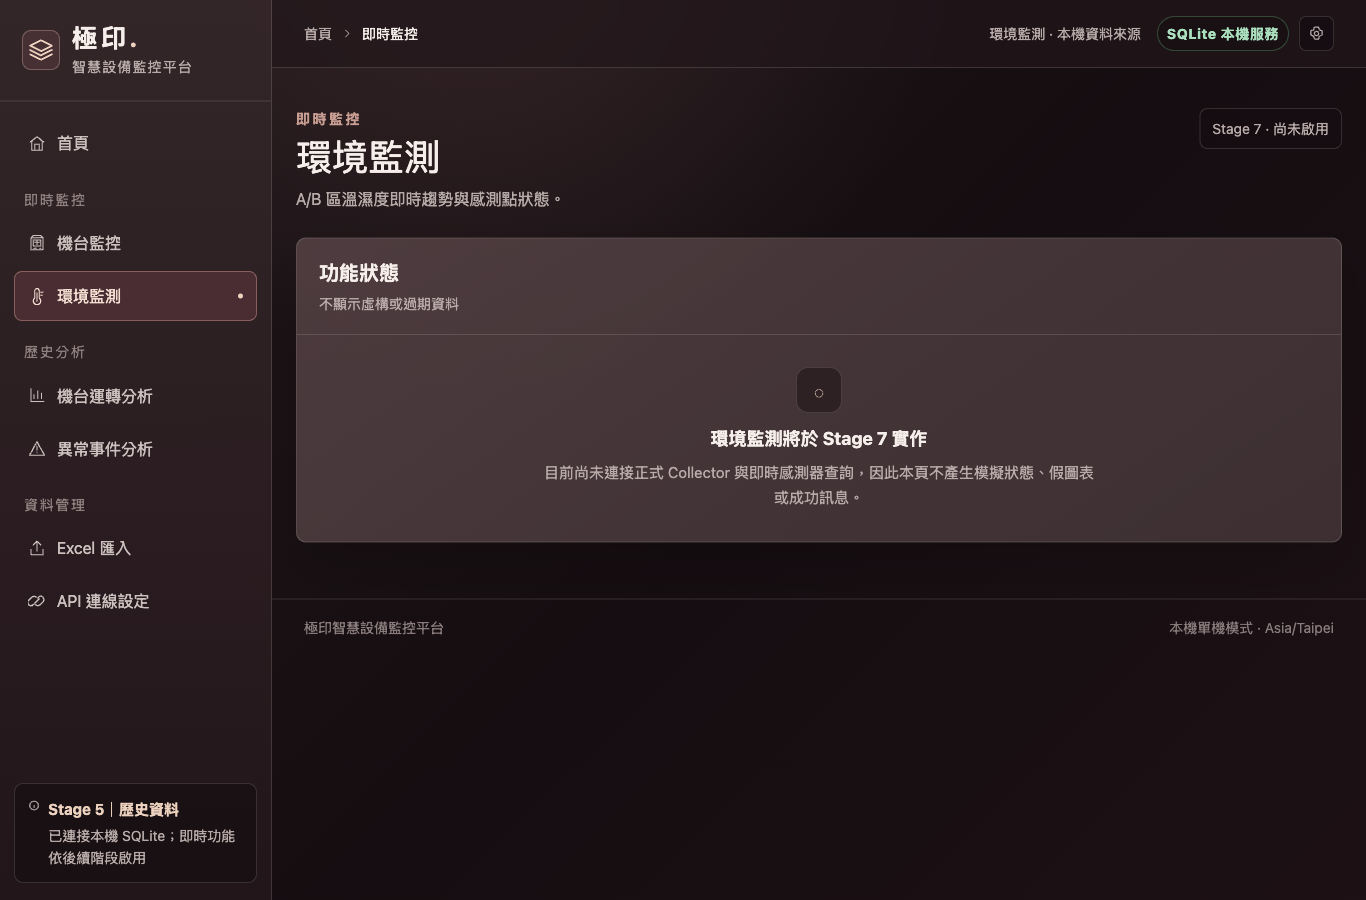 極印.
智慧設備監控平台
首頁
即時監控
機台監控
環境監測
歷史分析
機台運轉分析
異常事件分析
資料管理
Excel 匯入
API 連線設定
Stage 5｜歷史資料
已連接本機 SQLite；即時功能
依後續階段啟用
首頁 › 即時監控
環境監測 · 本機資料來源
SQLite 本機服務
即時監控
環境監測
A/B 區溫濕度即時趨勢與感測點狀態。
Stage 7 · 尚未啟用
功能狀態
不顯示虛構或過期資料
環境監測將於 Stage 7 實作
目前尚未連接正式 Collector 與即時感測器查詢，因此本頁不產生模擬狀態、假圖表
或成功訊息。
極印智慧設備監控平台
本機單機模式 · Asia/Taipei